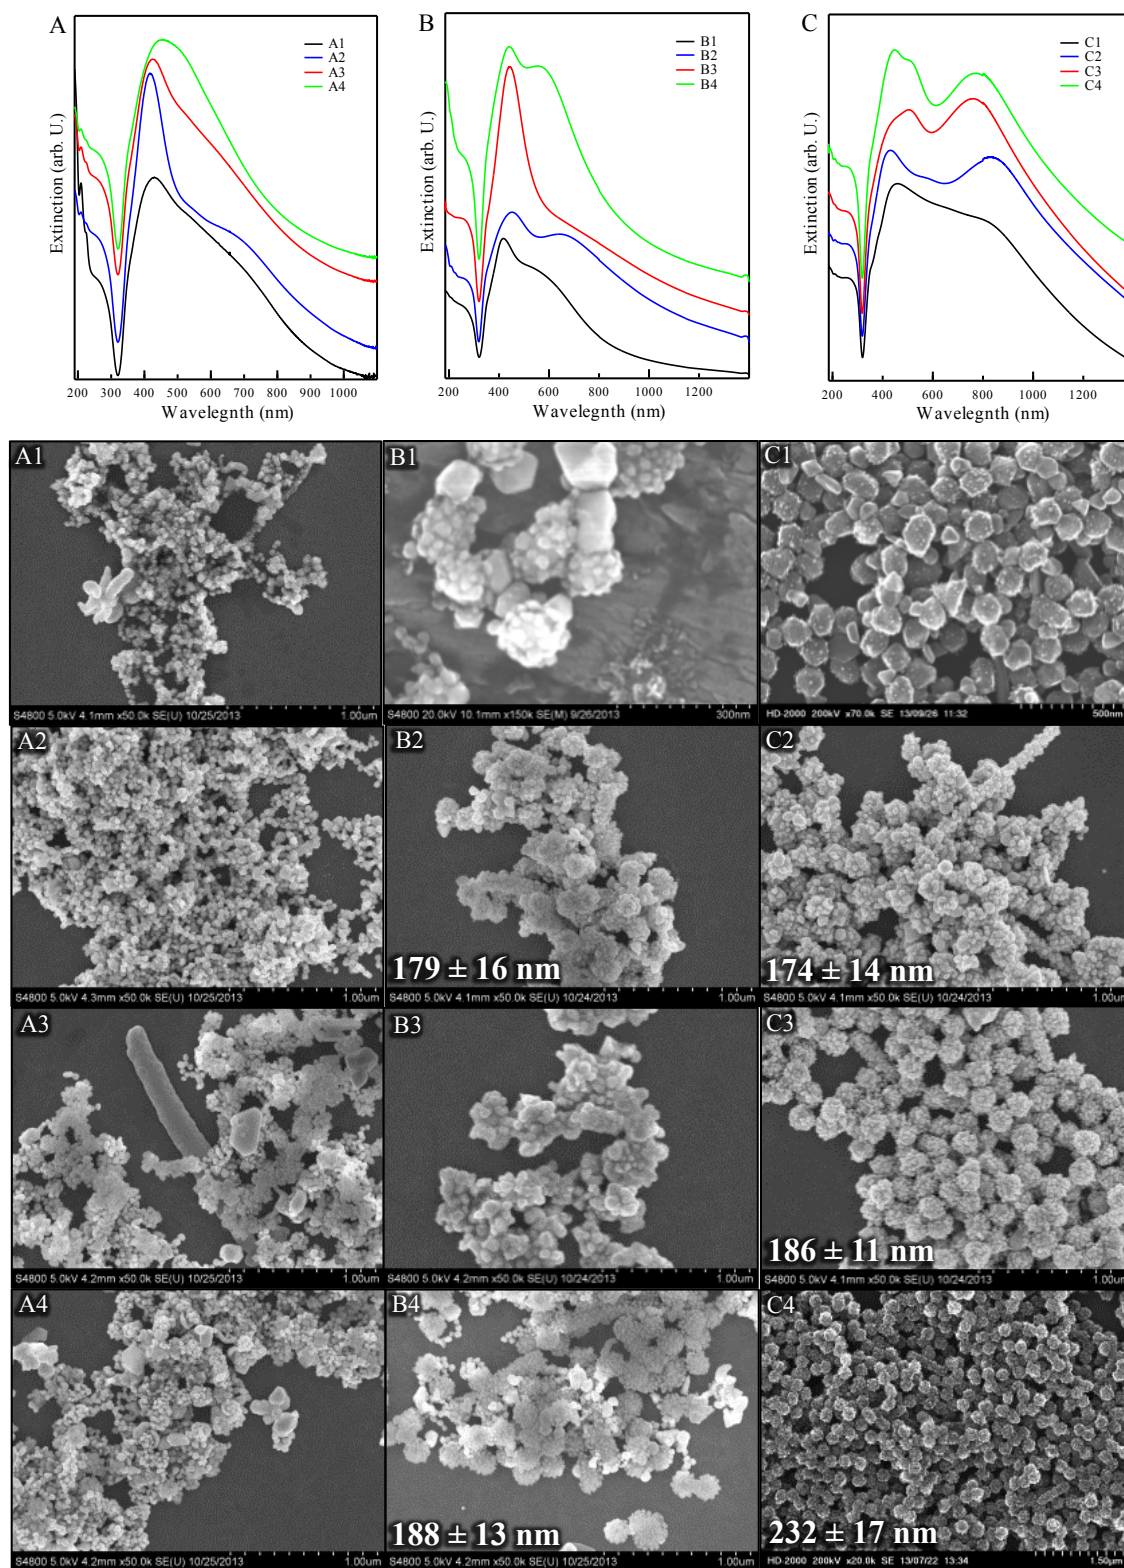 A
A1
A2
A3
A4
Extinction (arb. U.)
200 300 400 500 600 700 800 900 1000
Wavelegnth (nm)
B
B1
B2
B3
B4
Extinction (arb. U.)
200 400 600 800 1000 1200
Wavelegnth (nm)
C
C1
C2
C3
C4
Extinction (arb. U.)
200 400 600 800 1000 1200
Wavelegnth (nm)
A1
S4800 5.0kV 4.1mm x50.0k SE(U) 10/25/2013 1.00um
B1
S4800 20.0kV 10.1mm x150k SE(M) 9/26/2013 300nm
C1
HD-2000 200kV x70.0k SE 13/09/26 11:32 500nm
A2
S4800 5.0kV 4.3mm x50.0k SE(U) 10/25/2013 1.00um
B2
179 ± 16 nm
S4800 5.0kV 4.1mm x50.0k SE(U) 10/24/2013 1.00um
C2
174 ± 14 nm
S4800 5.0kV 4.1mm x50.0k SE(U) 10/24/2013 1.00um
A3
S4800 5.0kV 4.2mm x50.0k SE(U) 10/25/2013 1.00um
B3
S4800 5.0kV 4.2mm x50.0k SE(U) 10/24/2013 1.00um
C3
186 ± 11 nm
S4800 5.0kV 4.1mm x50.0k SE(U) 10/24/2013 1.00um
A4
S4800 5.0kV 4.2mm x50.0k SE(U) 10/25/2013 1.00um
B4
188 ± 13 nm
S4800 5.0kV 4.1mm x50.0k SE(U) 10/25/2013 1.00um
C4
232 ± 17 nm
HD-2000 200kV x20.0k SE 13/07/22 13:34 1.50um